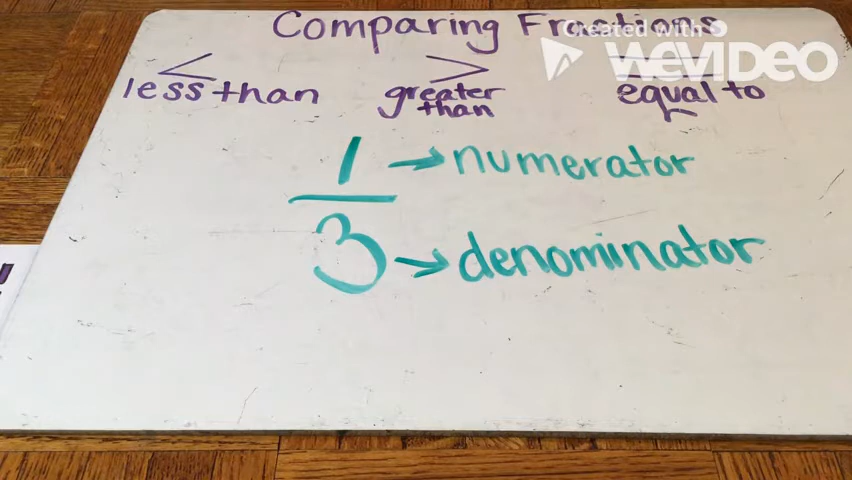 Comparing Fractions
Created with
WEVIDEO
< > =
less than greater than equal to
1 → numerator
3 → denominator